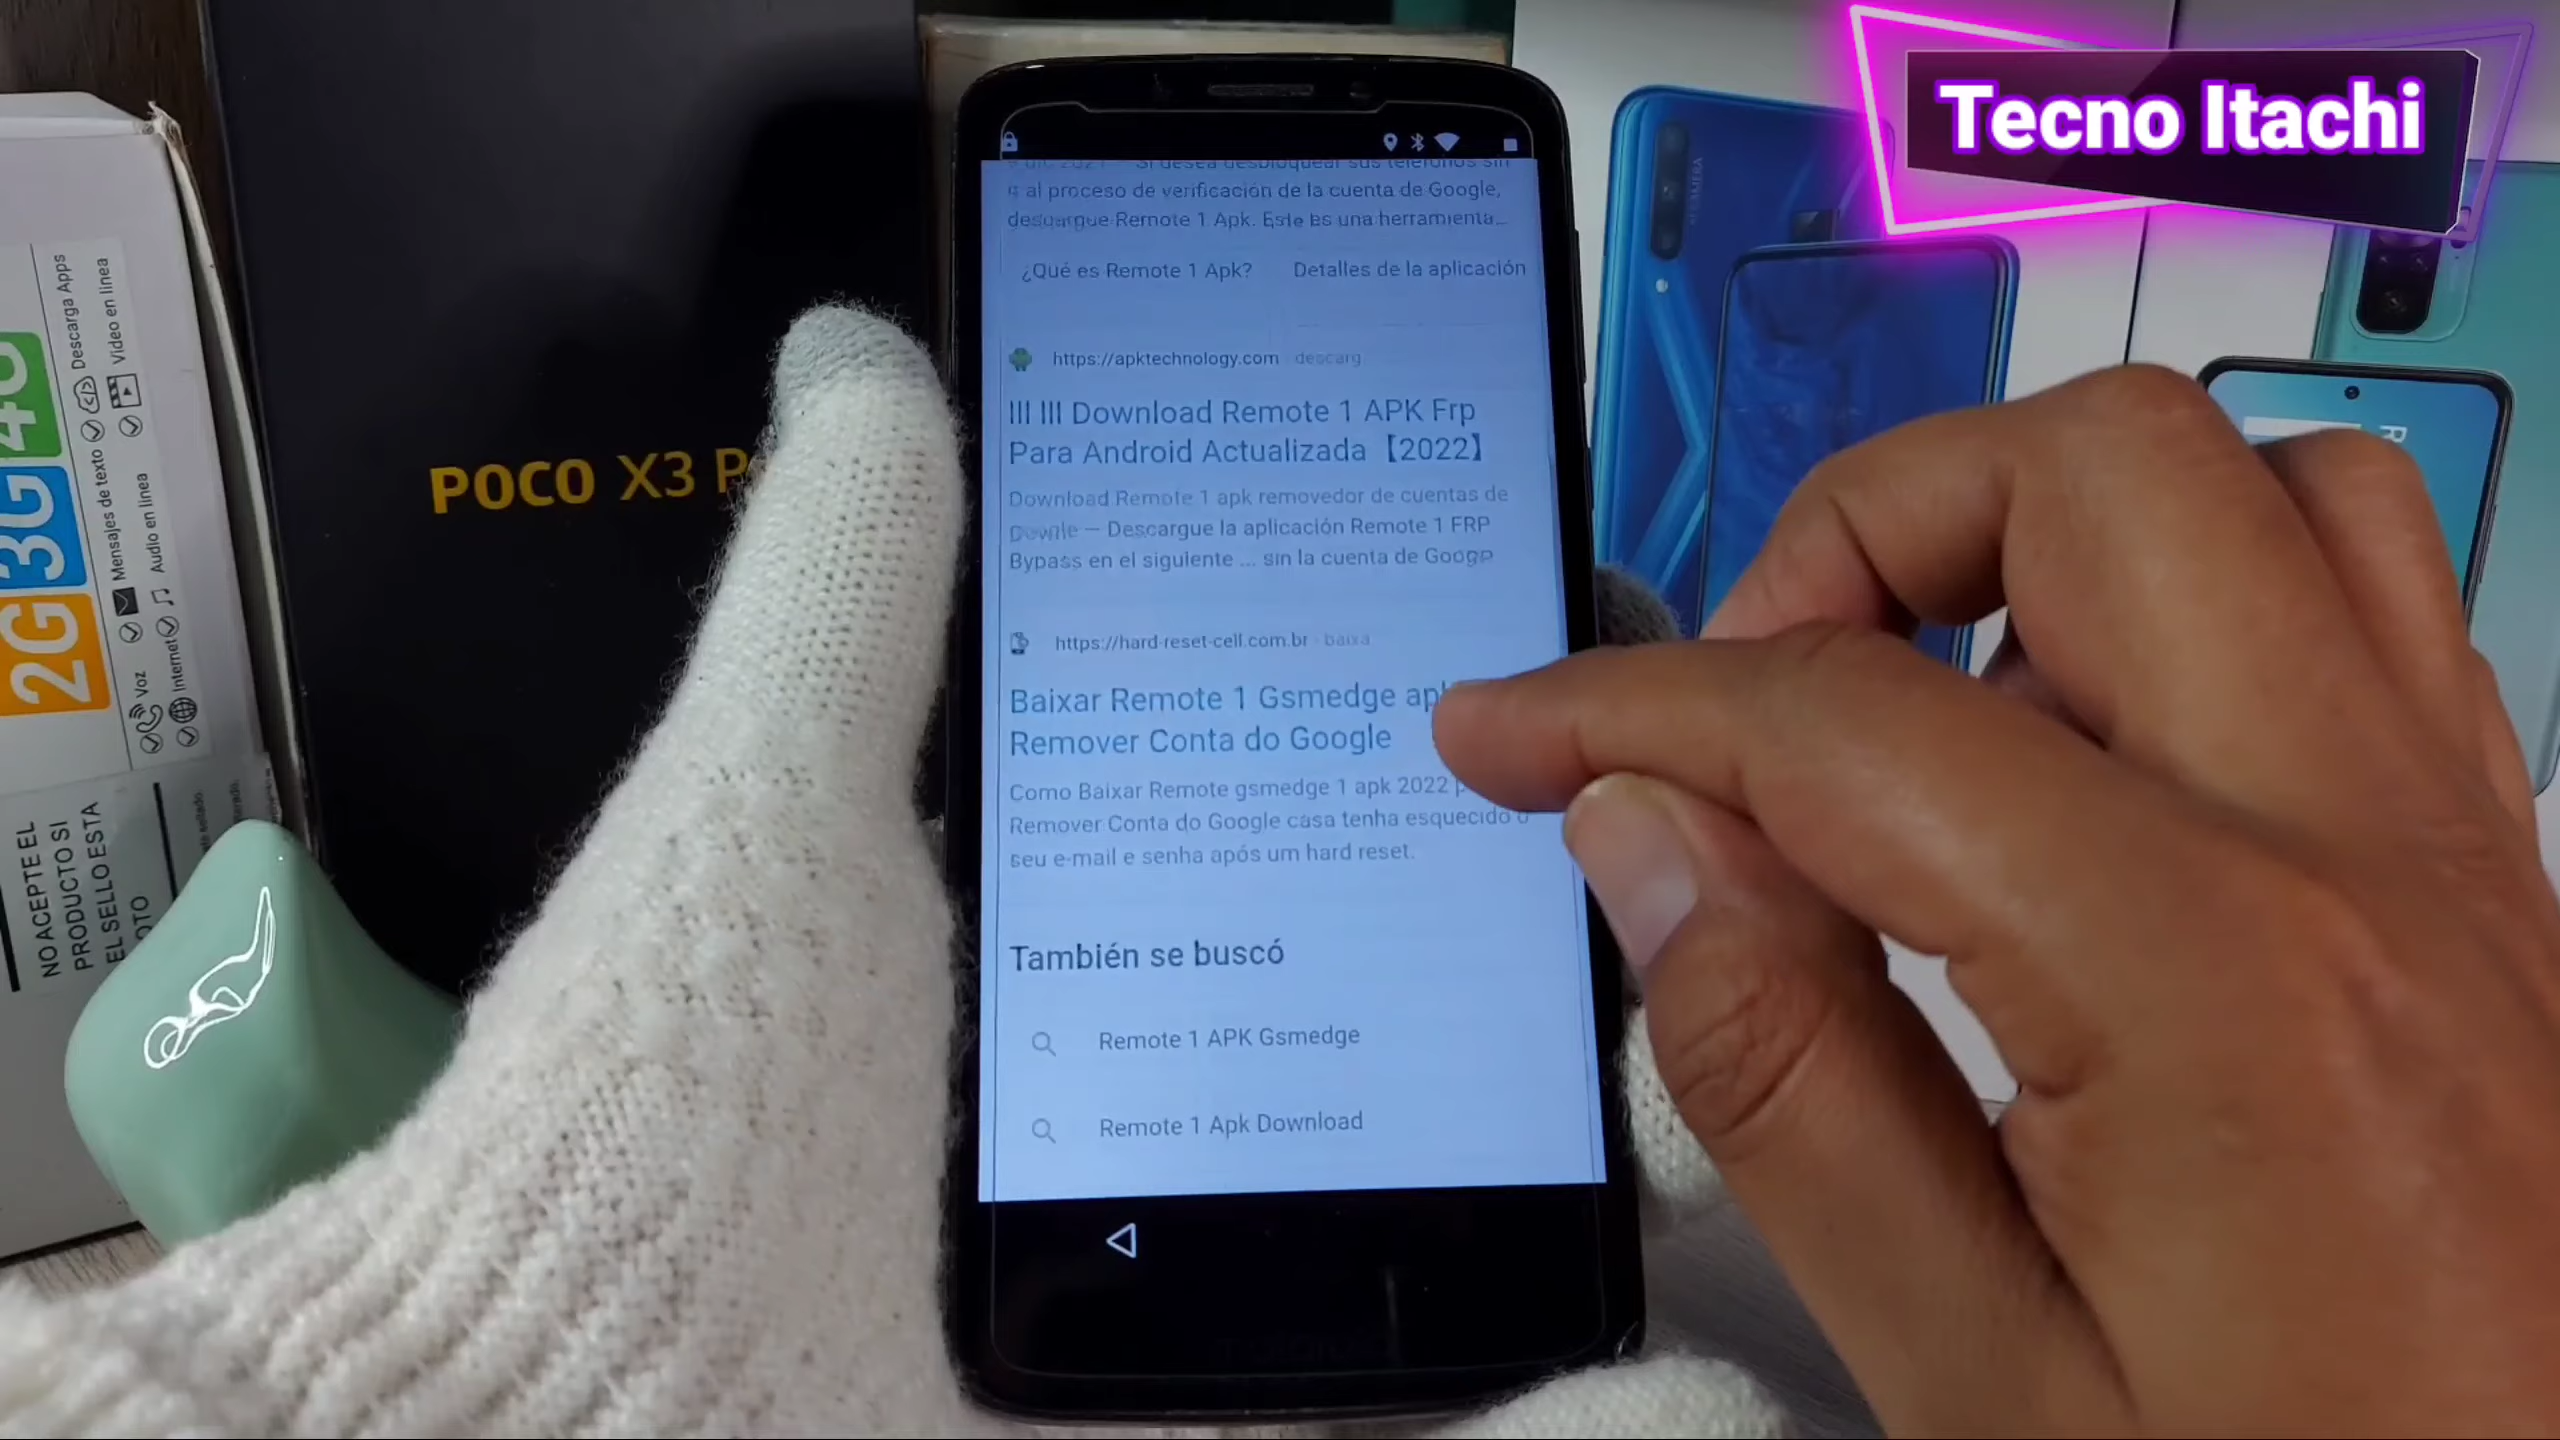 Tecno Itachi
al proceso de verificación de la cuenta de Google,
descargue Remote 1 Apk. Este es una herramienta...
¿Qué es Remote 1 Apk?
Detalles de la aplicación
https://apktechnology.com › descarg
Download Remote 1 APK Frp
Para Android Actualizada【2022】
Download Remote 1 apk removedor de cuentas de
— Descargue la aplicación Remote 1 FRP
Bypass en el siguiente ... sin la cuenta de
https://hard-reset-cell.com.br › baixa
Baixar Remote 1 Gsmedge
Remover Conta do Google
Como Baixar Remote gsmedge 1 apk 2022
Remover Conta do Google casa tenha esquecido o
seu e-mail e senha após um hard reset.
También se buscó
Remote 1 APK Gsmedge
Remote 1 Apk Download
POCO X3
2G 3G 4G
Voz
Mensajes de texto
Descarga Apps
Internet
Audio en línea
Video en línea
NO ACEPTE EL
PRODUCTO SI
EL SELLO ESTA